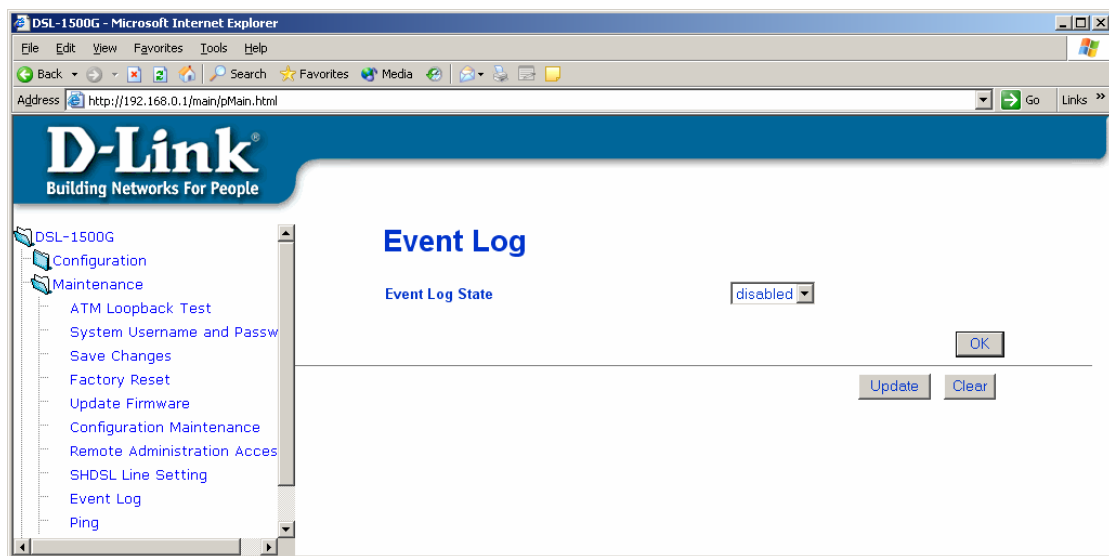 DSL-1500G - Microsoft Internet Explorer
File Edit View Favorites Tools Help
Back Search Favorites Media
Address http://192.168.0.1/main/pMain.html Go Links »
D-Link®
Building Networks For People
DSL-1500G
Configuration
Maintenance
ATM Loopback Test
System Username and Passw
Save Changes
Factory Reset
Update Firmware
Configuration Maintenance
Remote Administration Acces
SHDSL Line Setting
Event Log
Ping
Event Log
Event Log State disabled
OK
Update Clear